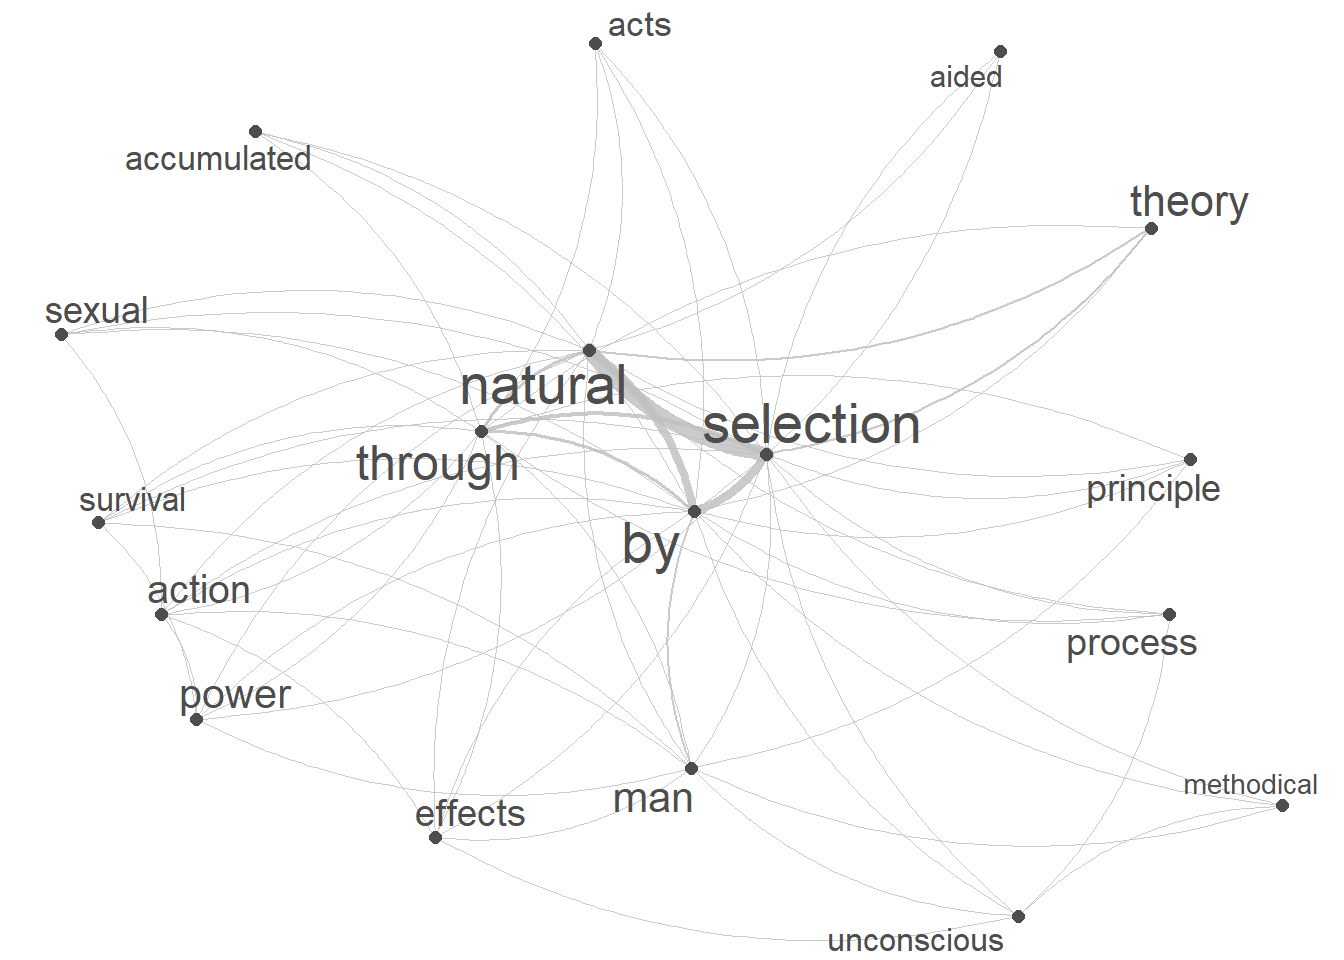 acts
aided
accumulated
theory
sexual
natural
selection
through
survival
principle
by
action
process
power
man
effects
methodical
unconscious